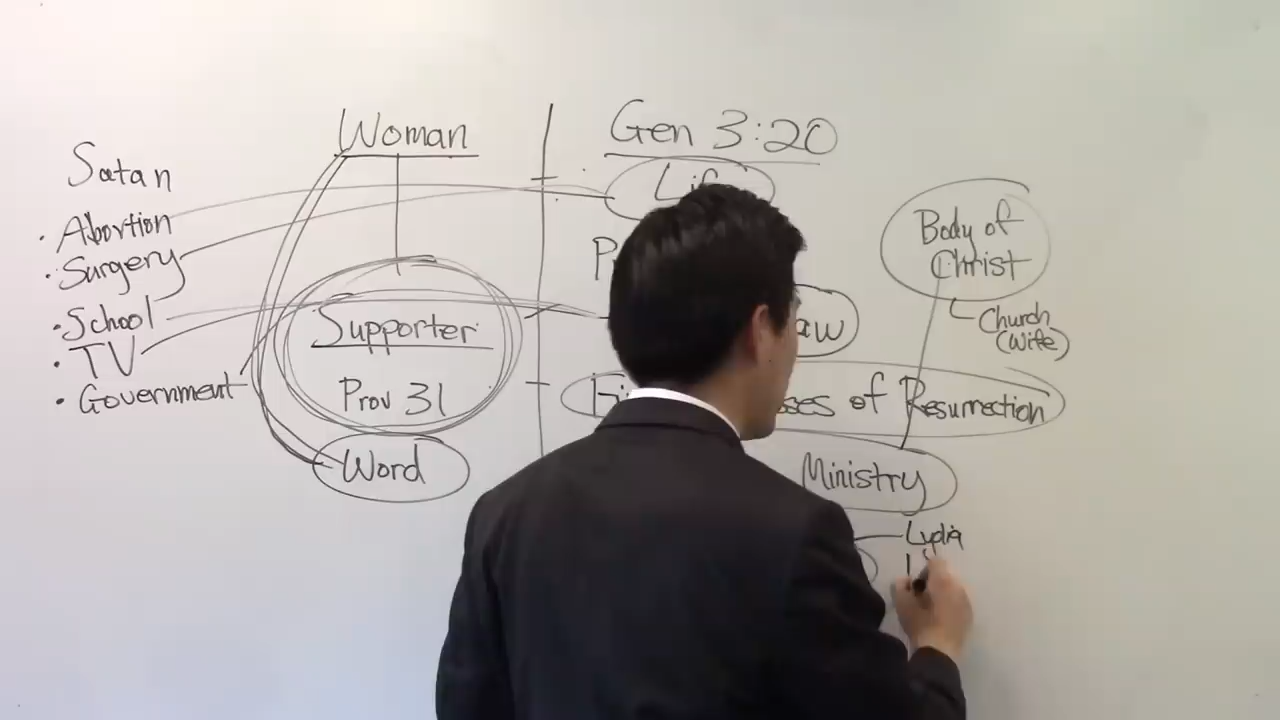 Satan
• Abortion
• Surgery
• School
• TV
• Government
Woman
Supporter
Prov 31
Word
Gen 3:20
of Resurrection
Ministry
Lydia
Body of
Christ
Church
(Wife)